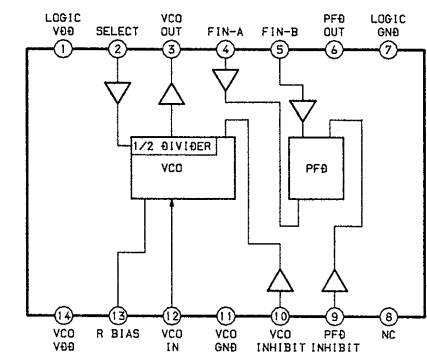 LOGIC VCO PFD LOGIC
VDD SELECT OUT FIN-A FIN-B OUT GND
1 2 3 4 5 6 7
1/2 DIVIDER
VCO PFD
14 13 12 11 10 9 8
VCO R BIAS VCO VCO VCO PFD NC
VDD IN GND INHIBIT INHIBIT